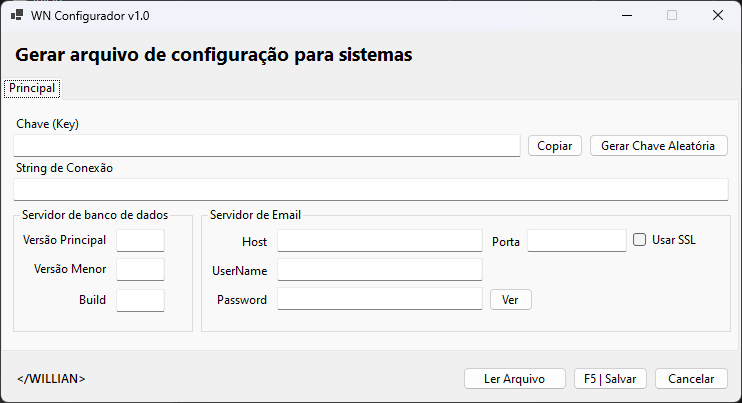 WN Configurador v1.0
Gerar arquivo de configuração para sistemas
Principal
Chave (Key)
Copiar
Gerar Chave Aleatória
String de Conexão
Servidor de banco de dados
Versão Principal
Versão Menor
Build
Servidor de Email
Host
Porta
Usar SSL
UserName
Password
Ver
</WILLIAN>
Ler Arquivo
F5 | Salvar
Cancelar